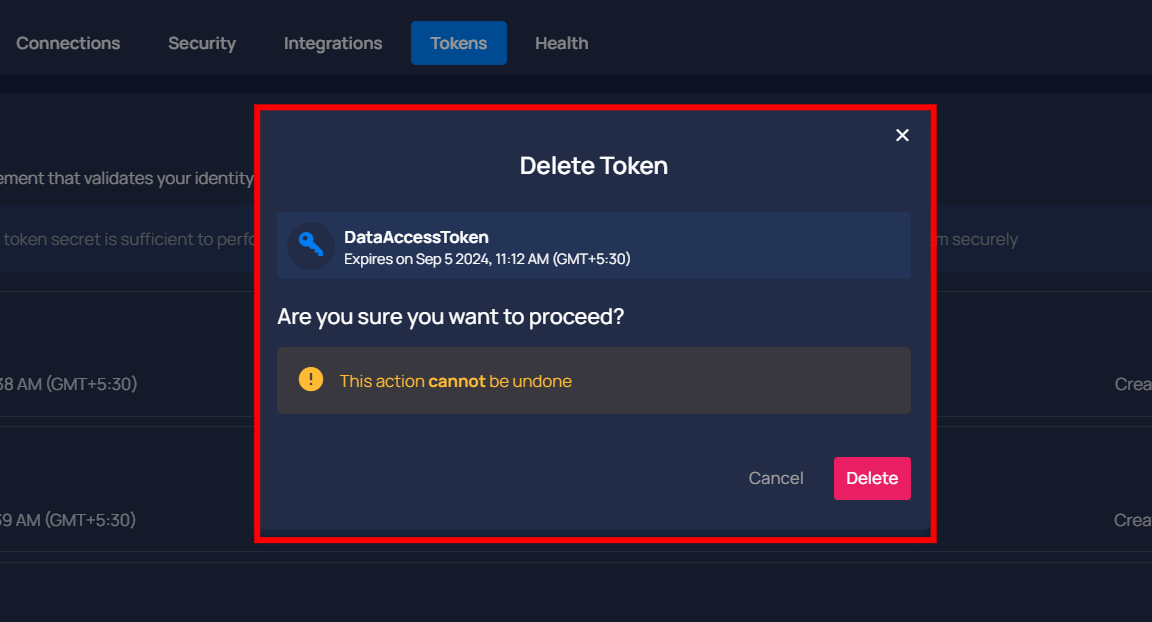 Connections Security Integrations Tokens Health
Delete Token
ement that validates your identity
DataAccessToken
token secret is sufficient to perfo m securely
Expires on Sep 5 2024, 11:12 AM (GMT+5:30)
Are you sure you want to proceed?
This action cannot be undone
38 AM (GMT+5:30) Crea
Cancel Delete
39 AM (GMT+5:30) Crea